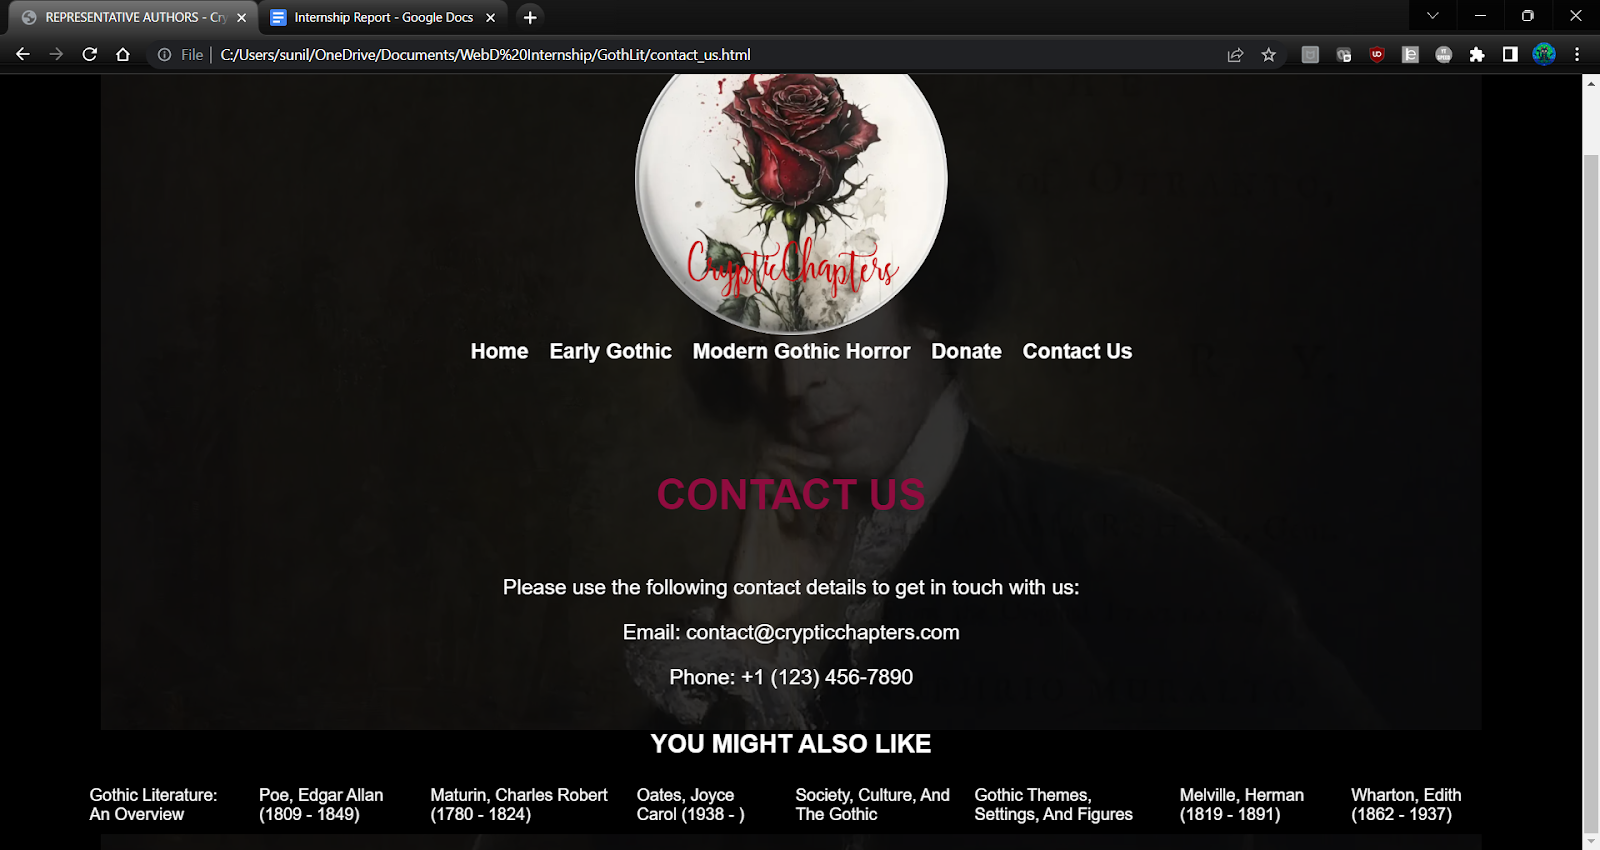 REPRESENTATIVE AUTHORS - Cry
Internship Report - Google Docs
File
C:/Users/sunil/OneDrive/Documents/WebD%20Internship/GothLit/contact_us.html
CrypticChapters
Home Early Gothic Modern Gothic Horror Donate Contact Us
CONTACT US
Please use the following contact details to get in touch with us:
Email: contact@crypticchapters.com
Phone: +1 (123) 456-7890
YOU MIGHT ALSO LIKE
Gothic Literature:
An Overview
Poe, Edgar Allan
(1809 - 1849)
Maturin, Charles Robert
(1780 - 1824)
Oates, Joyce
Carol (1938 - )
Society, Culture, And
The Gothic
Gothic Themes,
Settings, And Figures
Melville, Herman
(1819 - 1891)
Wharton, Edith
(1862 - 1937)